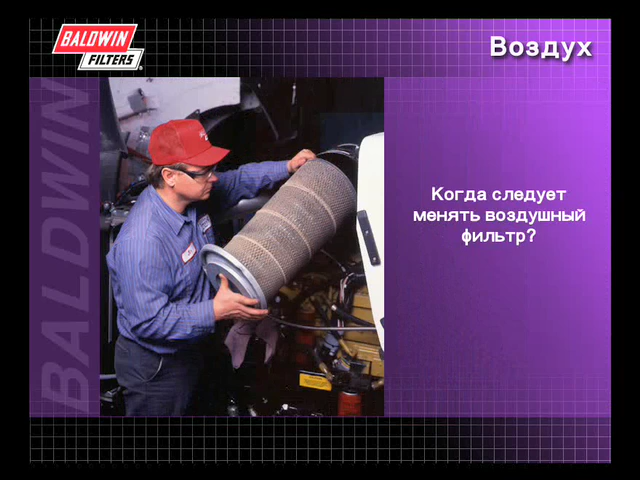 BALDWIN
FILTERS
Воздух
BALDWIN
Когда следует
менять воздушный
фильтр?